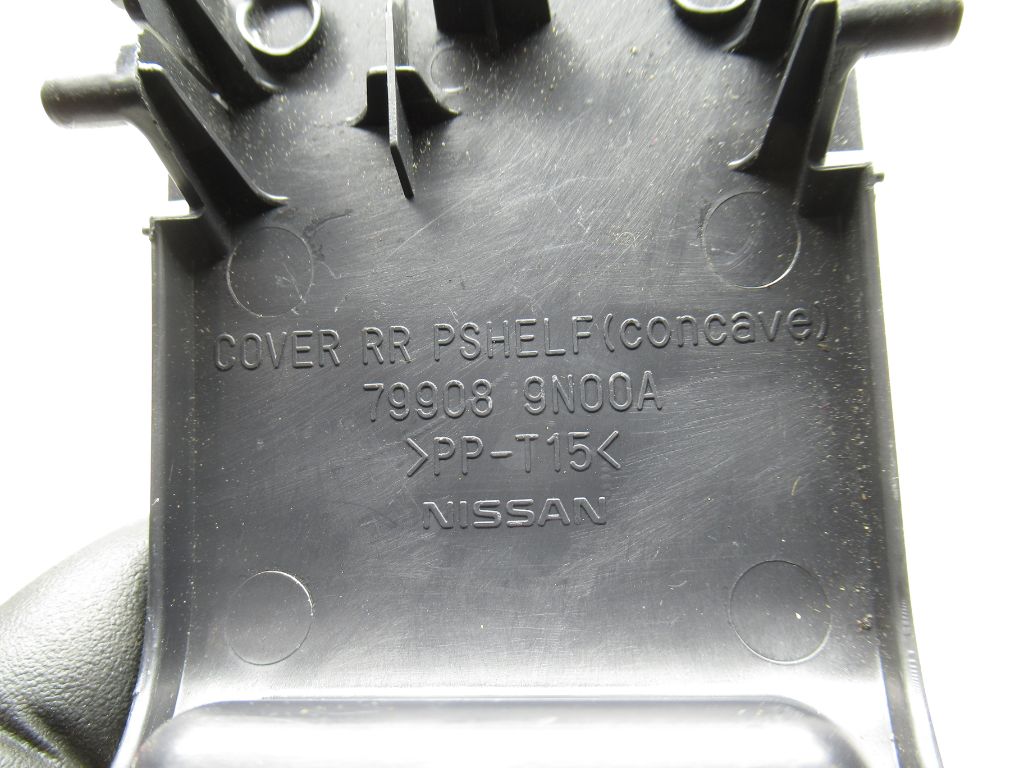 COVER RR PSHELF(concave)
79908 9N00A
>PP-T15<
NISSAN